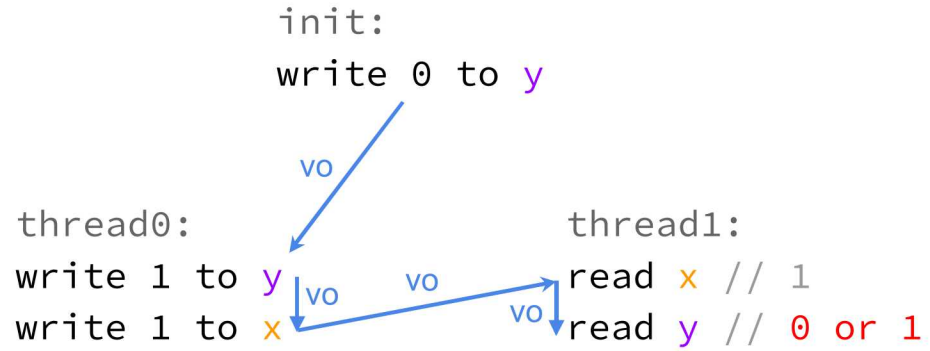 init:
write 0 to y
vo
thread0:
write 1 to y
vo
write 1 to x
vo
thread1:
read x // 1
vo
read y // 0 or 1